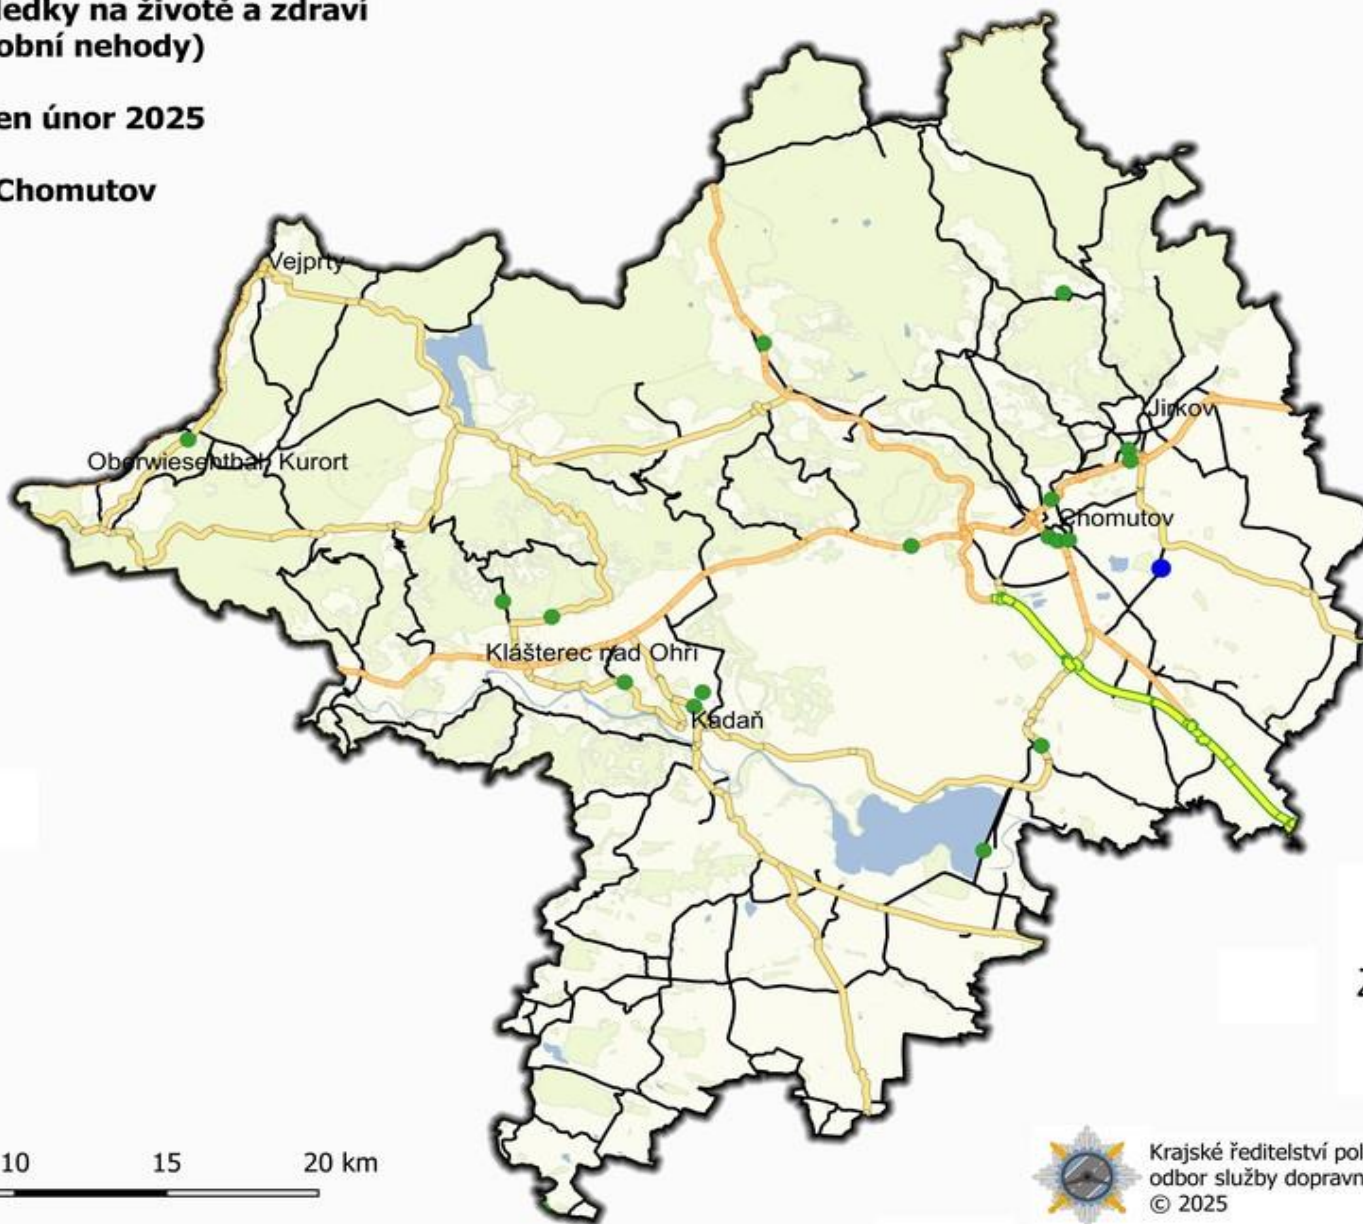 ledky na životě a zdraví
obní nehody)
en únor 2025
Chomutov
Vejprty
Oberwiesenthal, Kurort
Jirkov
Chomutov
Klášterec nad Ohří
Kadaň
10 15 20 km
Krajské ředitelství pol
odbor služby dopravn
© 2025